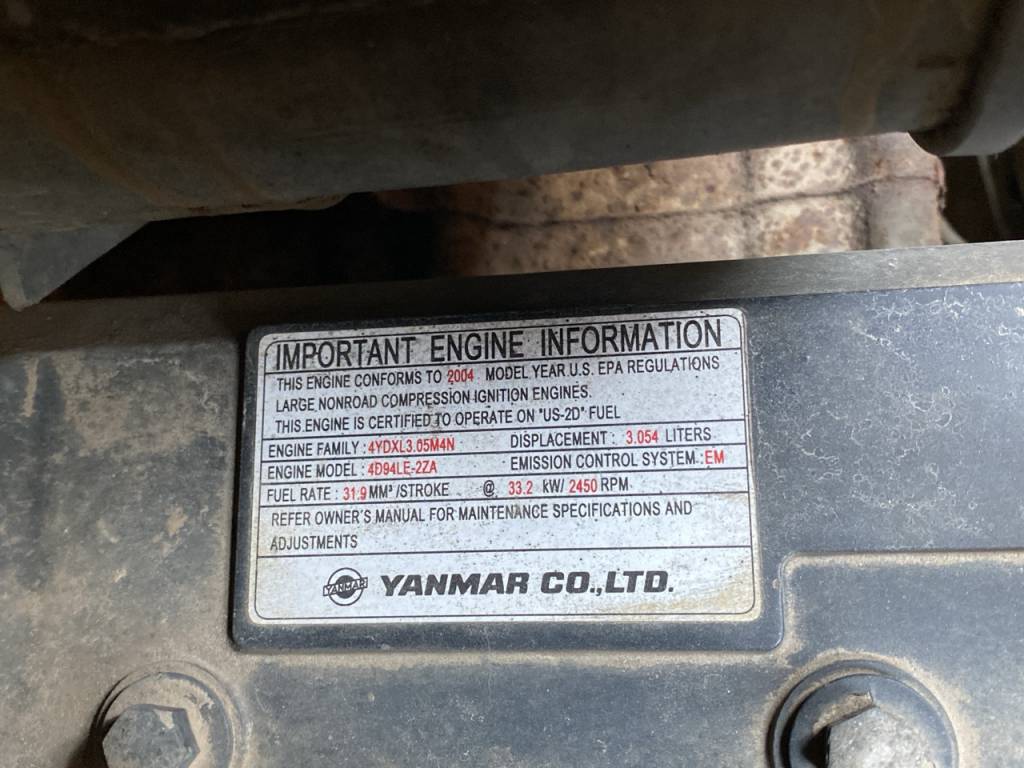 IMPORTANT ENGINE INFORMATION
THIS ENGINE CONFORMS TO 2004 MODEL YEAR U.S. EPA REGULATIONS
LARGE NONROAD COMPRESSION IGNITION ENGINES.
THIS ENGINE IS CERTIFIED TO OPERATE ON "US-2D" FUEL
ENGINE FAMILY : 4YDXL3.05M4N DISPLACEMENT : 3.054 LITERS
ENGINE MODEL : 4D94LE-2ZA EMISSION CONTROL SYSTEM : EM
FUEL RATE : 31.9 MM³ /STROKE @ 33.2 kW/ 2450 RPM
REFER OWNER'S MANUAL FOR MAINTENANCE SPECIFICATIONS AND
ADJUSTMENTS
YANMAR YANMAR CO.,LTD.